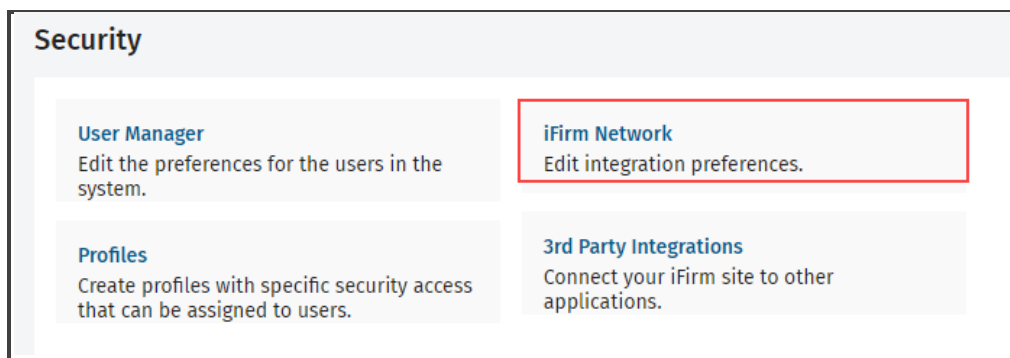 Security
User Manager
Edit the preferences for the users in the
system.
iFirm Network
Edit integration preferences.
Profiles
Create profiles with specific security access
that can be assigned to users.
3rd Party Integrations
Connect your iFirm site to other
applications.